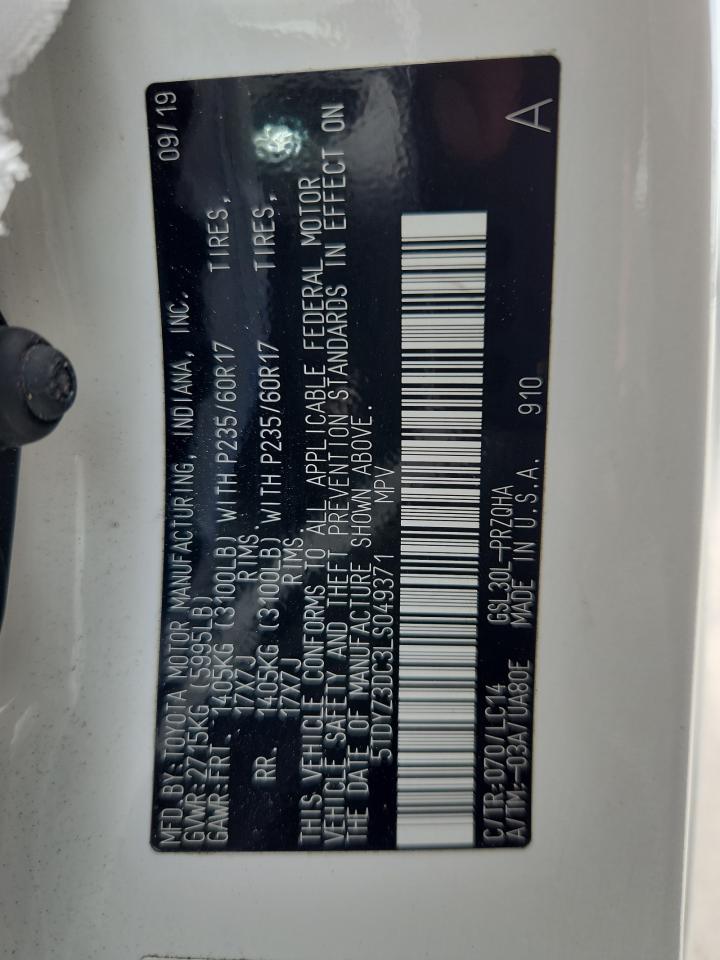 MFD BY:TOYOTA MOTOR MANUFACTURING, INDIANA, INC. 09/19
GVWR:2715KG (5995LB)
GAWR:FRT. 1405KG (3100LB) WITH P235/60R17 TIRES,
17X7J RIMS.
RR. 1405KG (3100LB) WITH P235/60R17 TIRES,
17X7J RIMS.
THIS VEHICLE CONFORMS TO ALL APPLICABLE FEDERAL MOTOR
VEHICLE SAFETY AND THEFT PREVENTION STANDARDS IN EFFECT ON
THE DATE OF MANUFACTURE SHOWN ABOVE.
5TDYZ3DC3LS049371 MPV
C/TR:070/LC14 GSL30L-PRZQHA A
A/TM:-03A/UA80E MADE IN U.S.A. 910